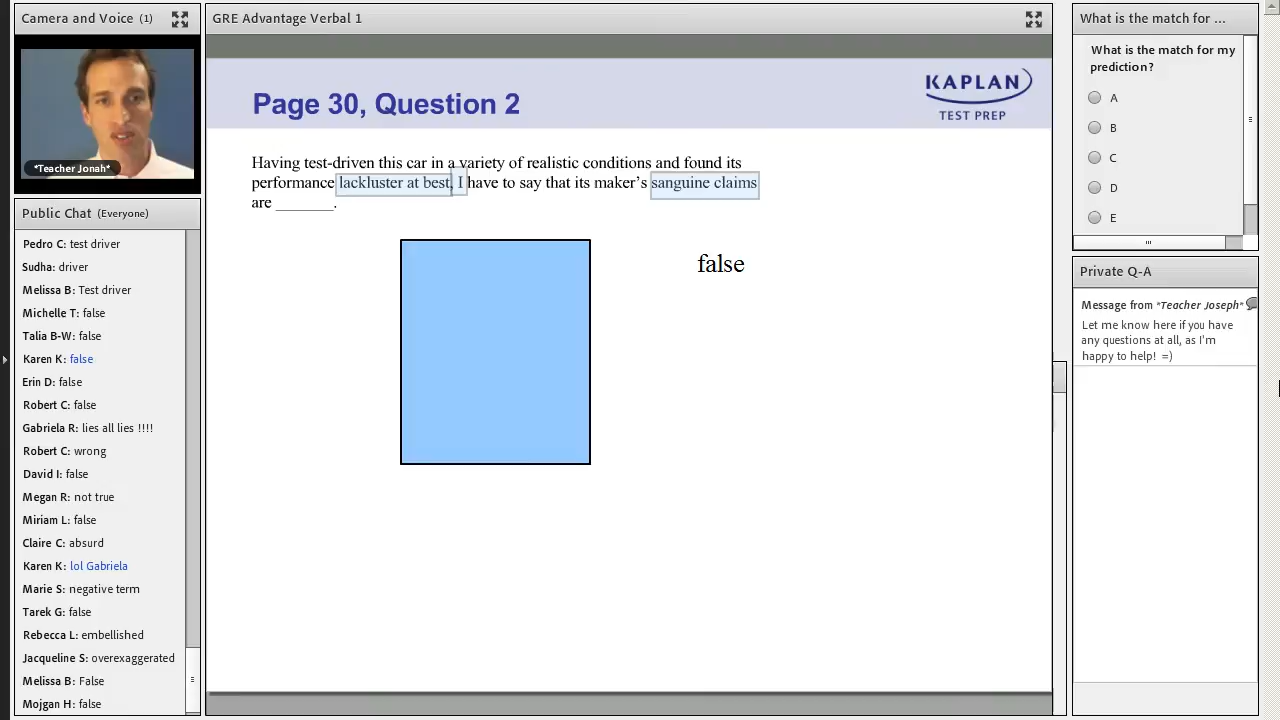 Camera and Voice (1)
*Teacher Jonah*
Public Chat (Everyone)
Pedro C: test driver
Sudha: driver
Melissa B: Test driver
Michelle T: false
Talia B-W: false
Karen K: false
Erin D: false
Robert C: false
Gabriela R: lies all lies !!!!
Robert C: wrong
David I: false
Megan R: not true
Miriam L: false
Claire C: absurd
Karen K: lol Gabriela
Marie S: negative term
Tarek G: false
Rebecca L: embellished
Jacqueline S: overexaggerated
Melissa B: False
Mojgan H: false
GRE Advantage Verbal 1
Page 30, Question 2
KAPLAN
TEST PREP
Having test-driven this car in a variety of realistic conditions and found its
performance lackluster at best, I have to say that its maker's sanguine claims
are _______.
false
What is the match for ...
What is the match for my
prediction?
A
B
C
D
E
Private Q-A
Message from *Teacher Joseph*
Let me know here if you have
any questions at all, as I'm
happy to help! =)